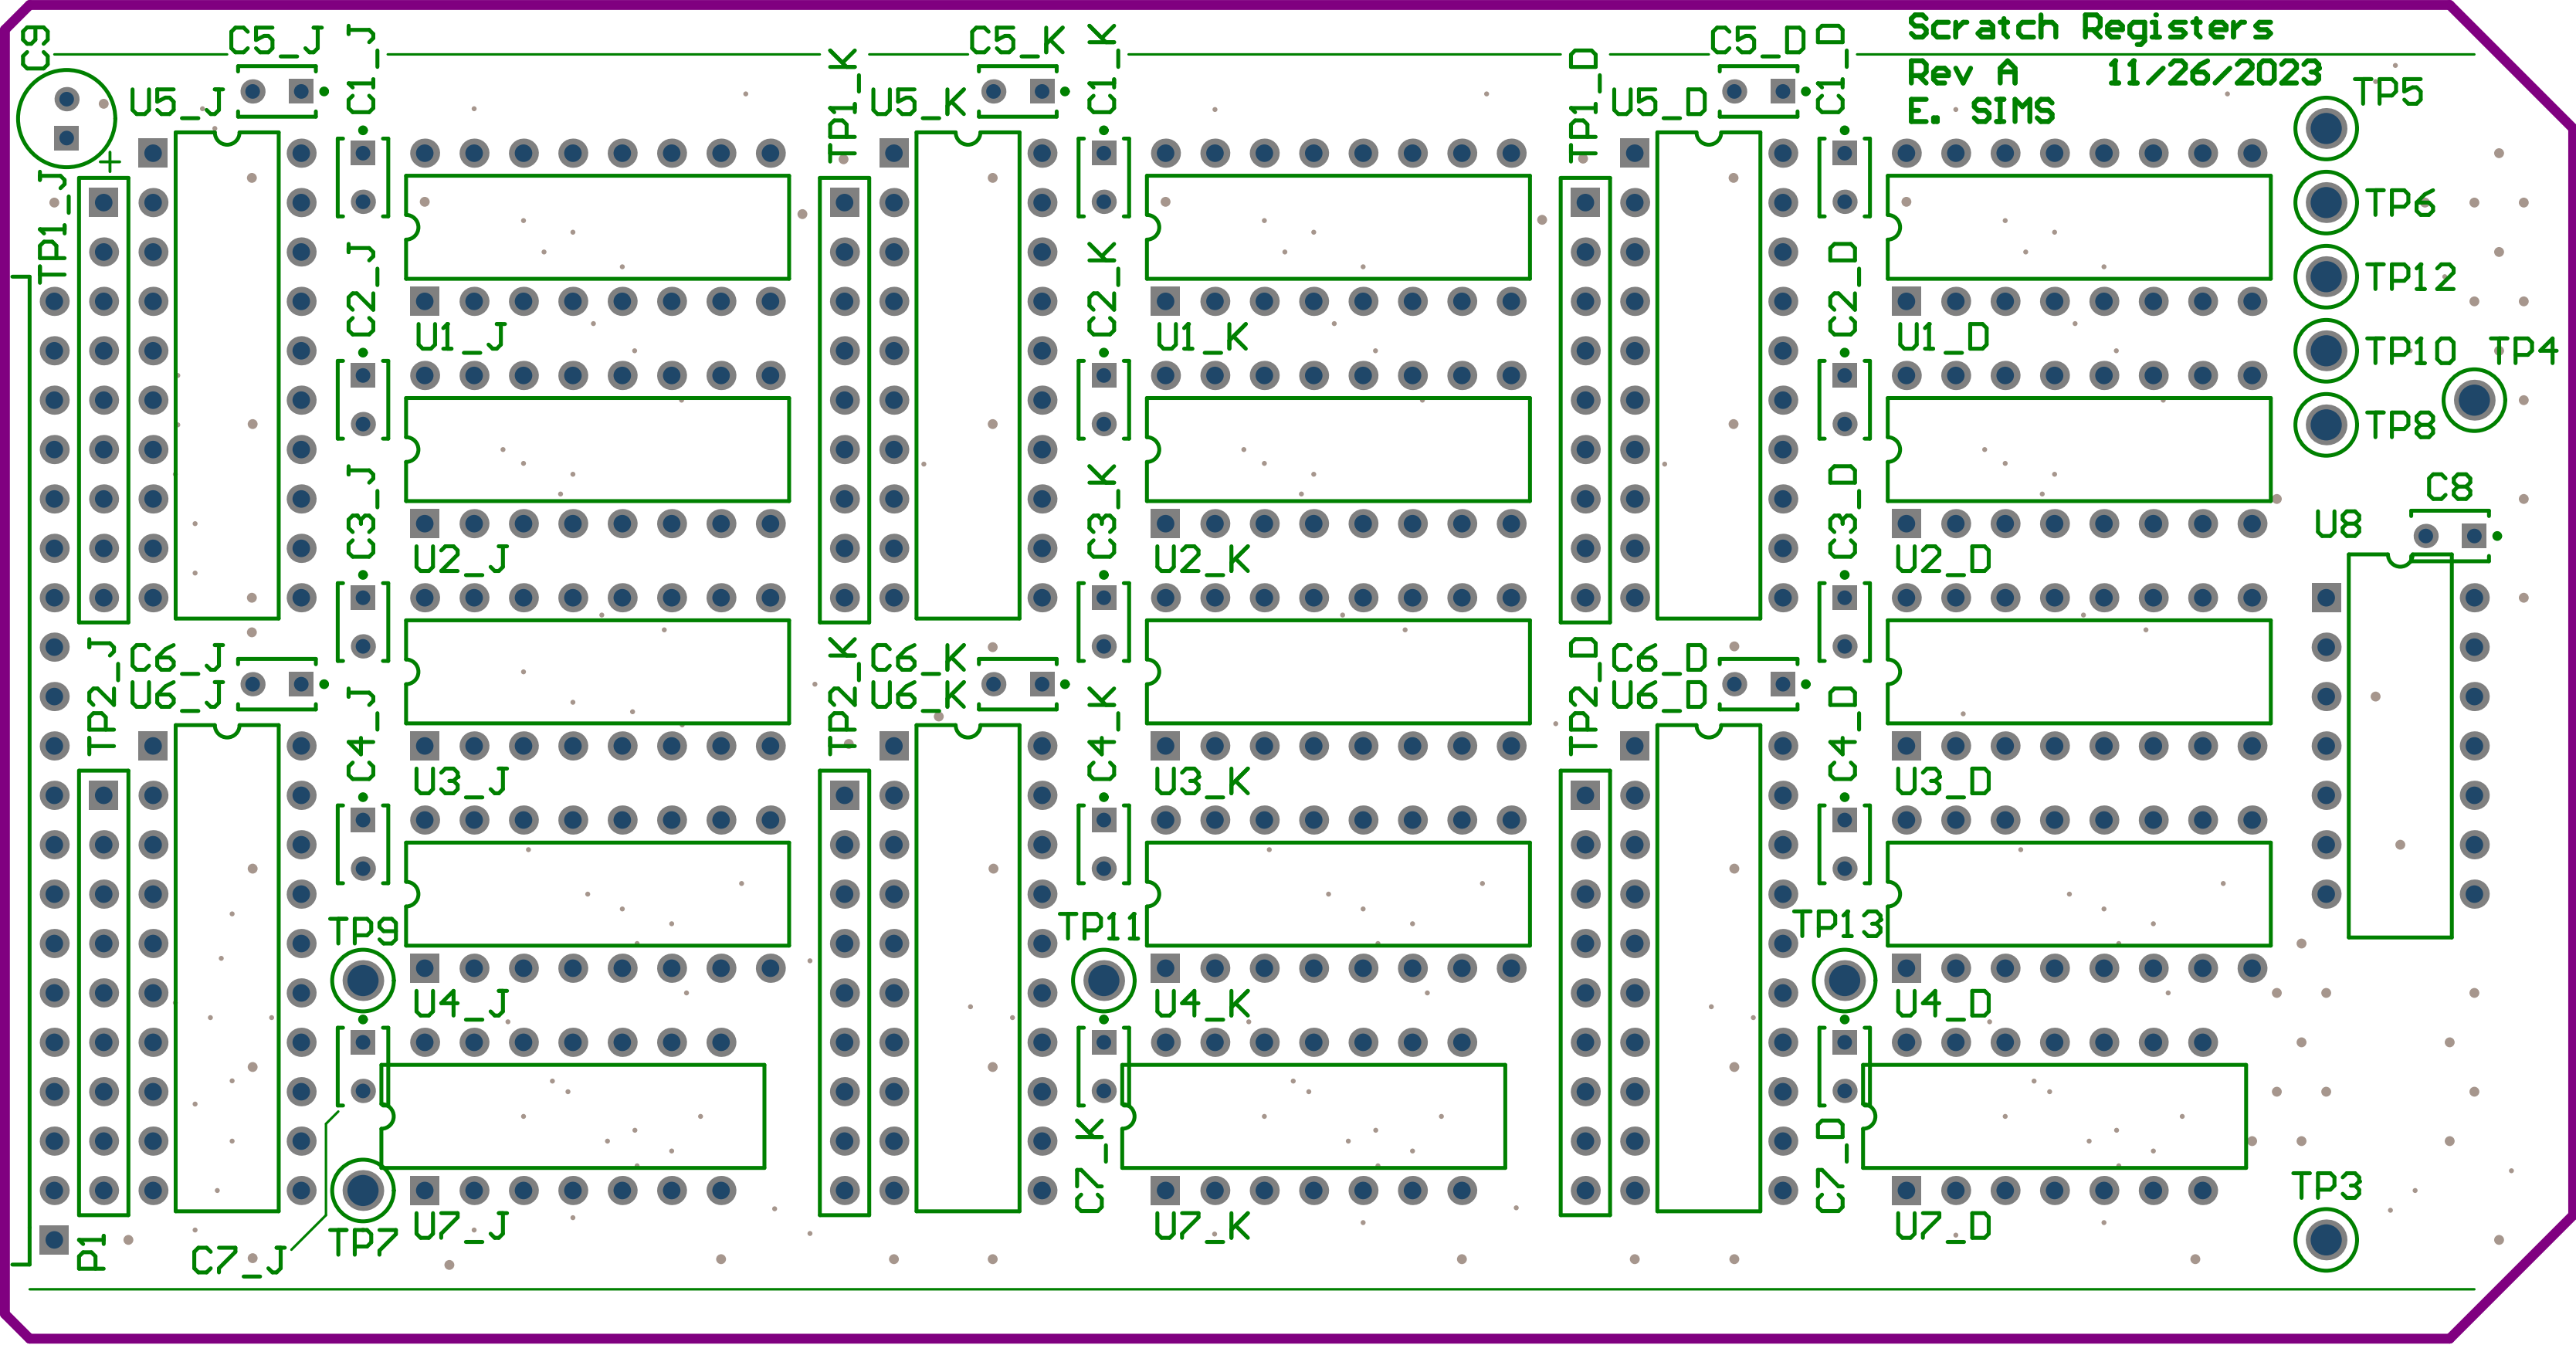 Scratch Registers
Rev A 11/26/2023
E. SIMS
C9
C5_J
C1_J
U5_J
TP1_K
C5_K
C1_K
U5_K
TP1_D
C5_D
C1_D
U5_D
TP5
+
TP1_J
TP6
C2_J
C2_K
C2_D
TP12
U1_J
U1_K
U1_D
TP10
TP4
TP8
C3_J
C3_K
C3_D
C8
U8
U2_J
U2_K
U2_D
TP2_J
C6_J
U6_J
TP2_K
C6_K
U6_K
TP2_D
C6_D
U6_D
C4_J
C4_K
C4_D
U3_J
U3_K
U3_D
TP9
TP11
TP13
U4_J
U4_K
U4_D
C7_K
C7_D
TP3
P1
C7_J
TP7
U7_J
U7_K
U7_D